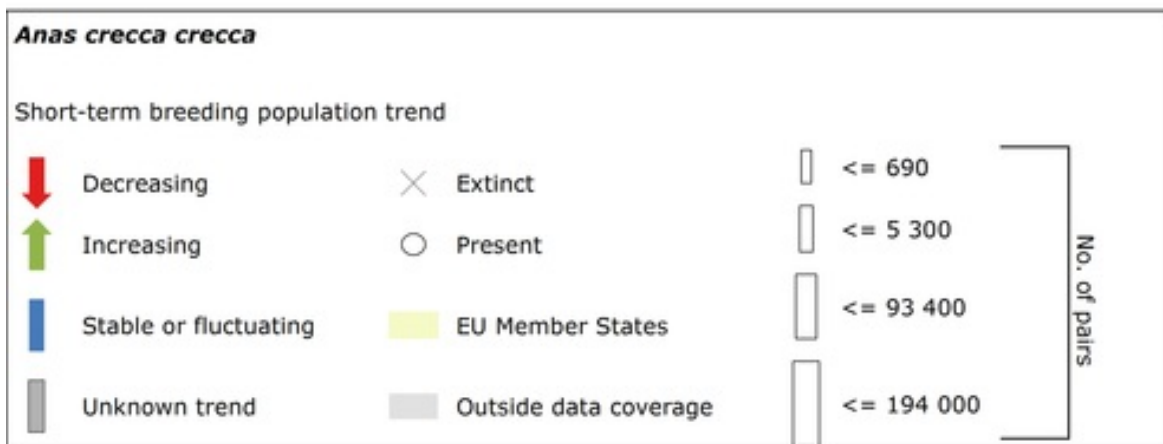 Anas crecca crecca
Short-term breeding population trend
Decreasing
Extinct
<= 690
Increasing
Present
<= 5 300
Stable or fluctuating
EU Member States
<= 93 400
Unknown trend
Outside data coverage
<= 194 000
No. of pairs